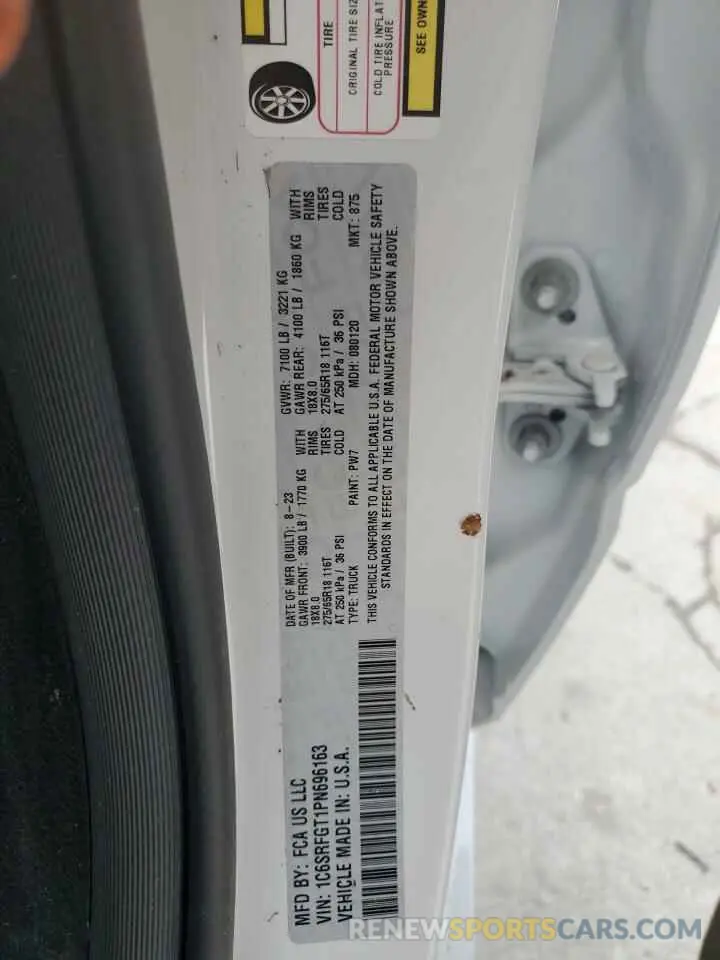 MFD BY: FCA US LLC
VIN: 1C6SRFGT1PN696163
VEHICLE MADE IN: U.S.A.
DATE OF MFR (BUILT): 8-23 GVWR: 7100 LB / 3221 KG
GAWR FRONT: 3900 LB / 1770 KG WITH GAWR REAR: 4100 LB / 1860 KG WITH
18X8.0 RIMS 18X8.0 RIMS
275/65R18 116T TIRES 275/65R18 116T TIRES
AT 250 kPa / 36 PSI COLD AT 250 kPa / 36 PSI COLD
TYPE: TRUCK PAINT: PW7 MDH: 080120 MKT: 875
THIS VEHICLE CONFORMS TO ALL APPLICABLE U.S.A. FEDERAL MOTOR VEHICLE SAFETY
STANDARDS IN EFFECT ON THE DATE OF MANUFACTURE SHOWN ABOVE.
TIRE
ORIGINAL TIRE SIZ
COLD TIRE INFLAT
PRESSURE
SEE OWN
RENEWSPORTSCARS.COM